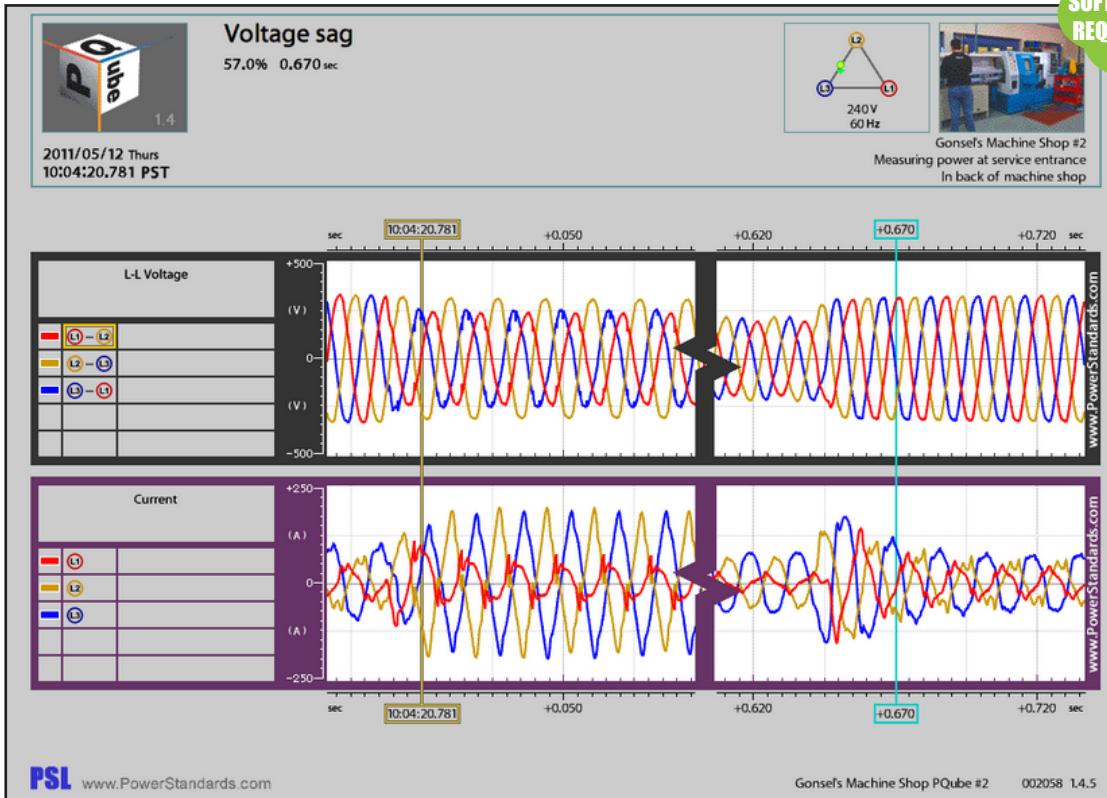 SOFT
REQ
Qube
P
1.4
Voltage sag
57.0% 0.670 sec
2011/05/12 Thurs
10:04:20.781 PST
L2
L3
L1
240 V
60 Hz
Gonsel's Machine Shop #2
Measuring power at service entrance
In back of machine shop
sec
10:04:20.781
+0.050
+0.620
+0.670
+0.720 sec
L-L Voltage
L1 – L2
L2 – L3
L3 – L1
+500
(V)
0
(V)
-500
www.PowerStandards.com
Current
L1
L2
L3
+250
(A)
0
(A)
-250
www.PowerStandards.com
sec
10:04:20.781
+0.050
+0.620
+0.670
+0.720 sec
PSL www.PowerStandards.com
Gonsel's Machine Shop PQube #2 002058 1.4.5